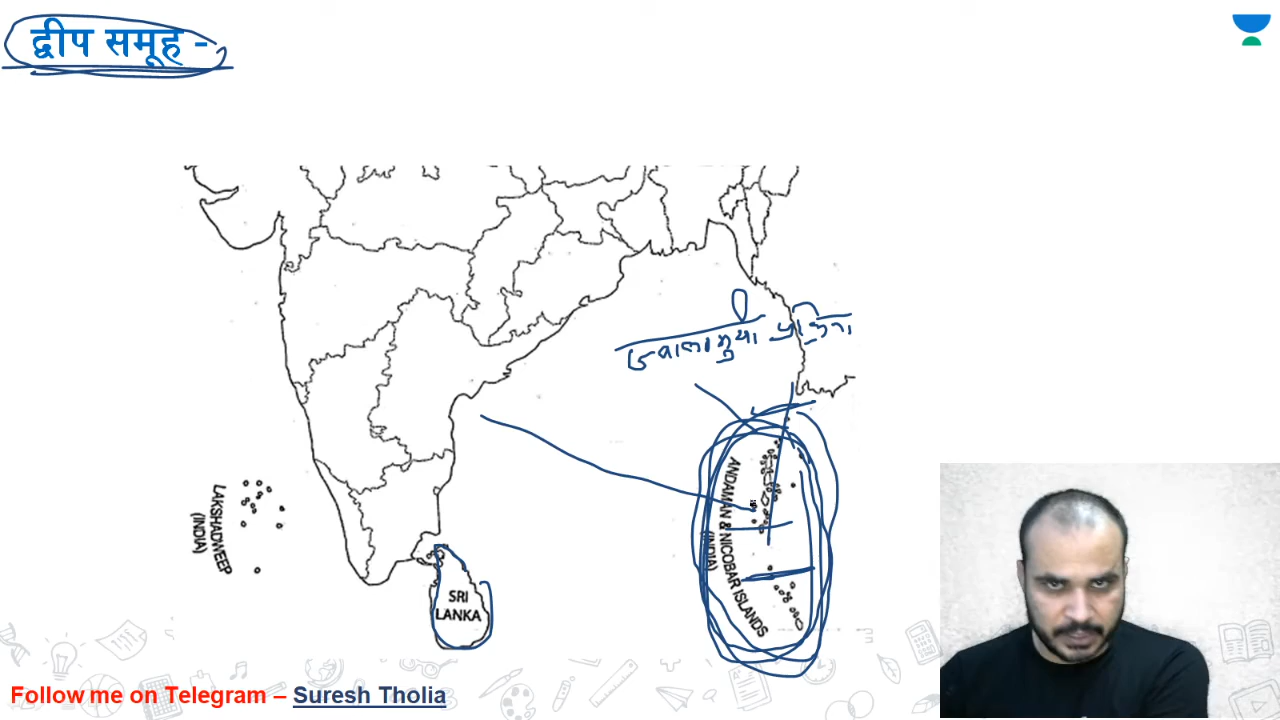 द्वीप समूह -
LAKSHADWEEP
(INDIA)
SRI
LANKA
ANDAMAN & NICOBAR ISLANDS
(INDIA)
Follow me on Telegram – Suresh Tholia